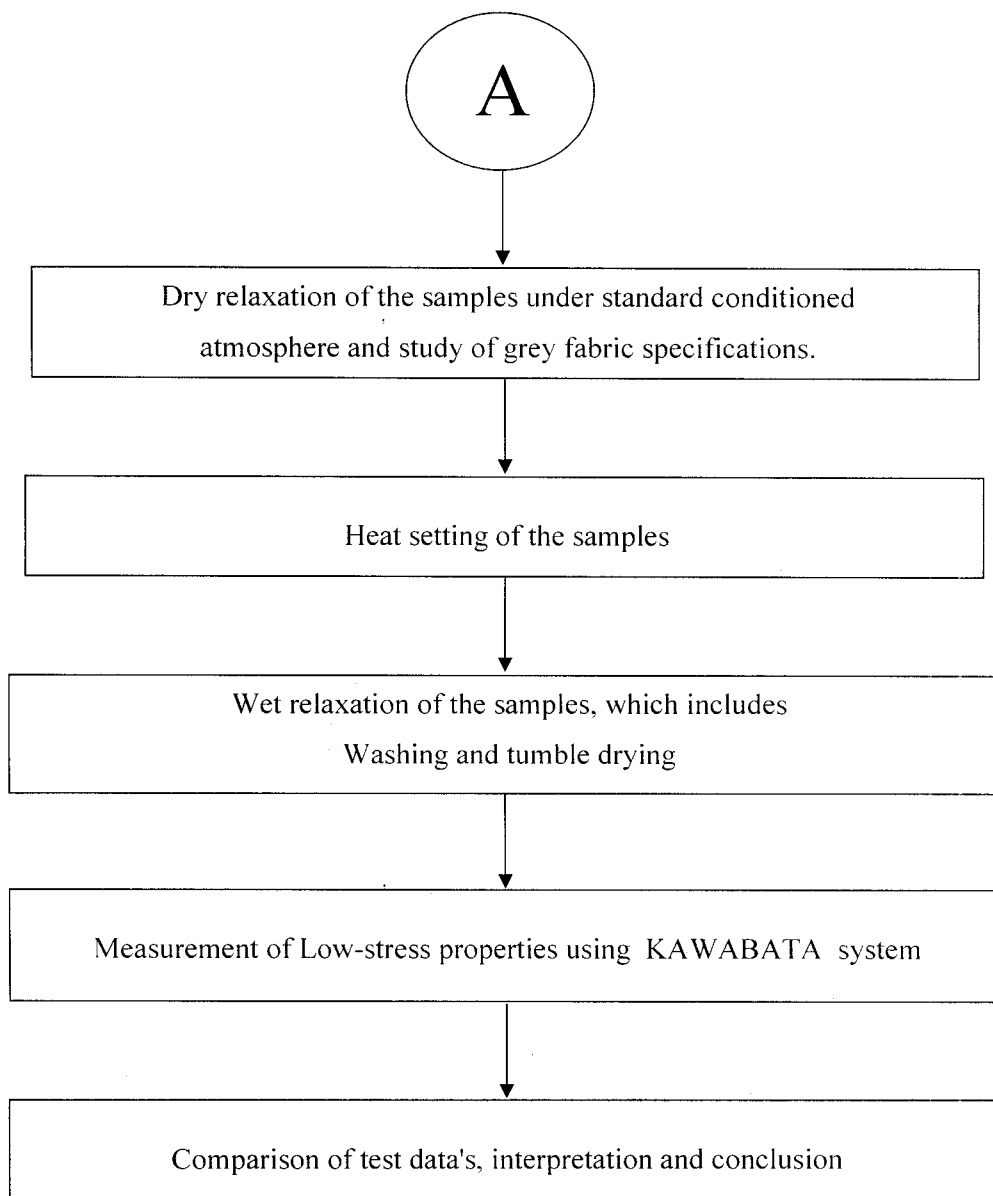 A
Dry relaxation of the samples under standard conditioned
atmosphere and study of grey fabric specifications.
Heat setting of the samples
Wet relaxation of the samples, which includes
Washing and tumble drying
Measurement of Low-stress properties using KAWABATA system
Comparison of test data's, interpretation and conclusion